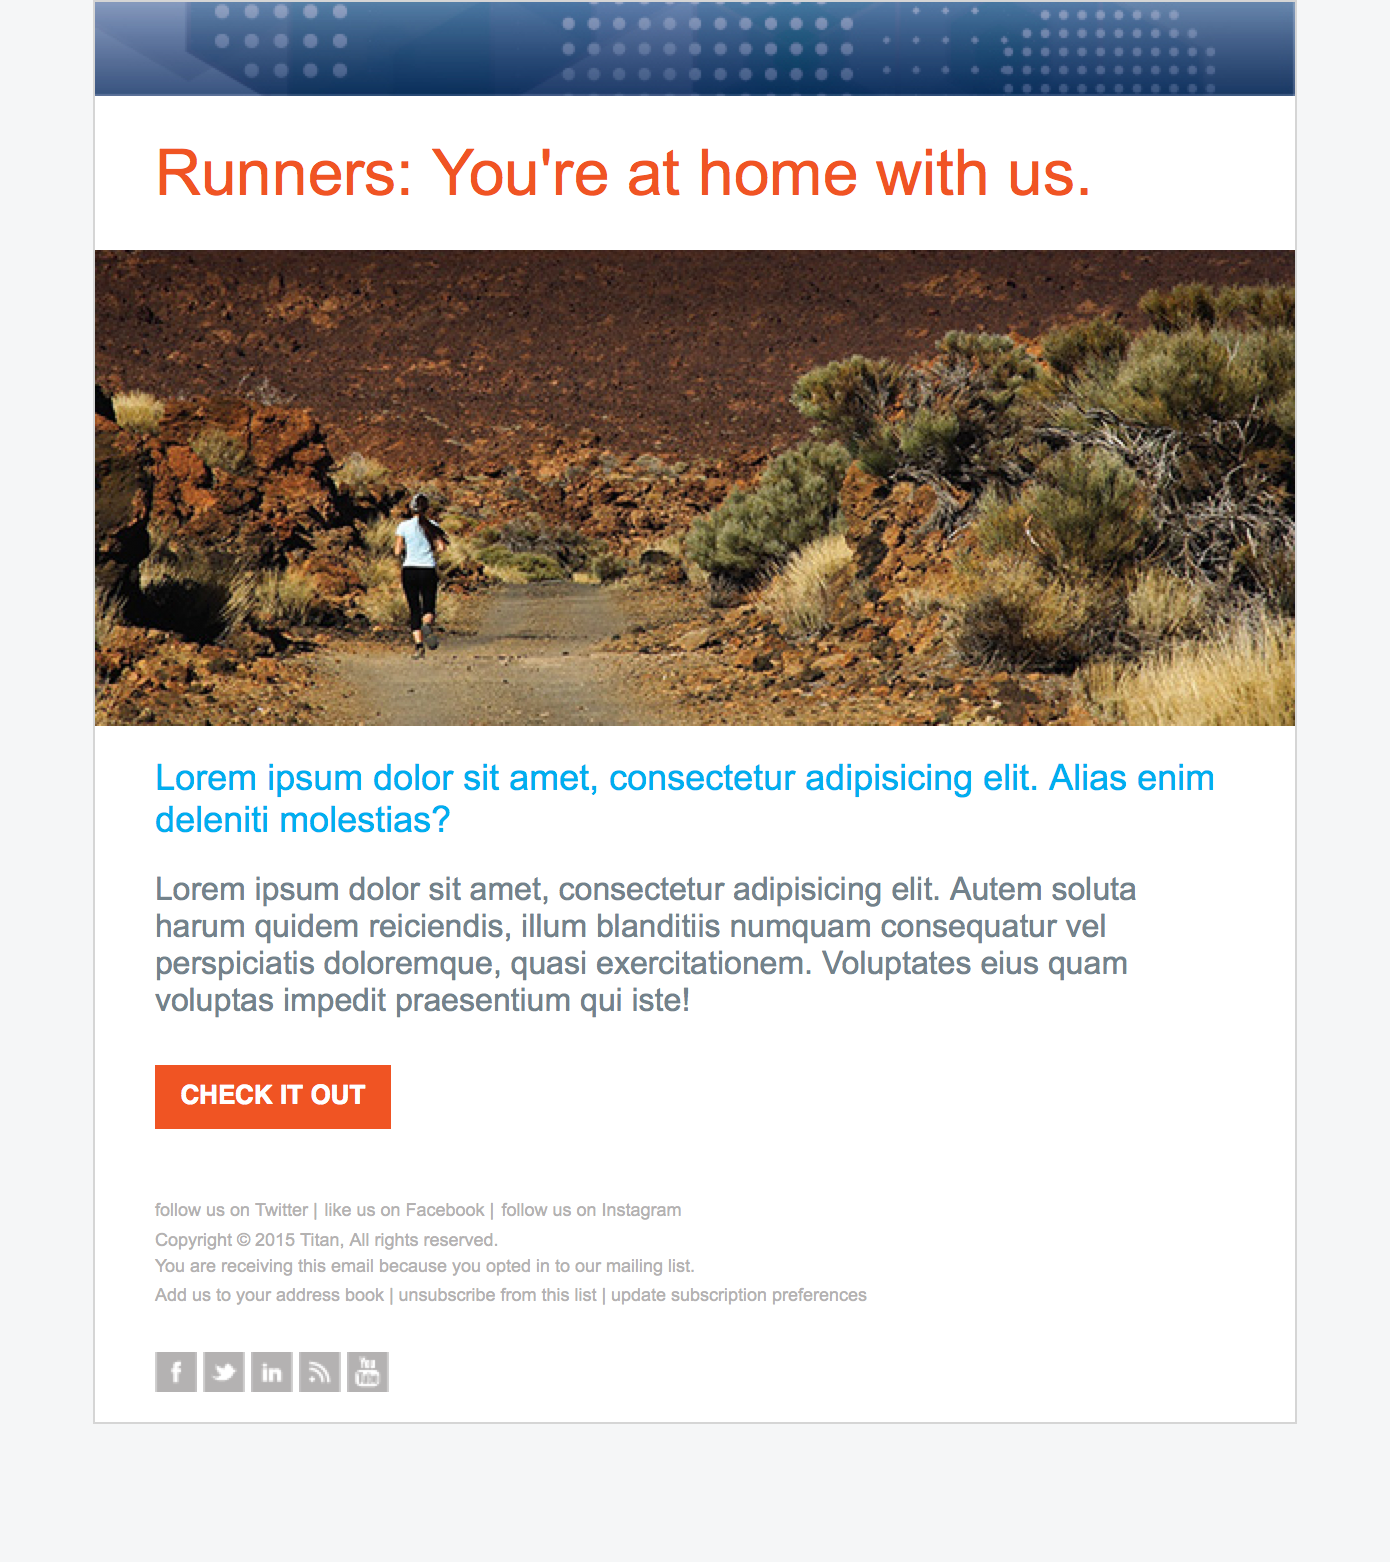 Runners: You're at home with us.
Lorem ipsum dolor sit amet, consectetur adipisicing elit. Alias enim
deleniti molestias?
Lorem ipsum dolor sit amet, consectetur adipisicing elit. Autem soluta
harum quidem reiciendis, illum blanditiis numquam consequatur vel
perspiciatis doloremque, quasi exercitationem. Voluptates eius quam
voluptas impedit praesentium qui iste!
CHECK IT OUT
follow us on Twitter | like us on Facebook | follow us on Instagram
Copyright © 2015 Titan, All rights reserved.
You are receiving this email because you opted in to our mailing list.
Add us to your address book | unsubscribe from this list | update subscription preferences
f in You Tube